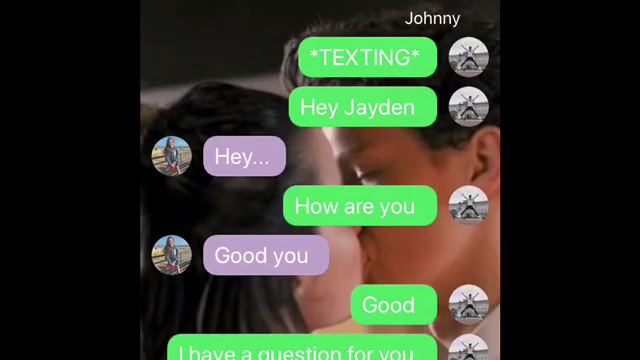 Johnny
*TEXTING*
Hey Jayden
Hey...
How are you
Good you
Good
I have a question for you